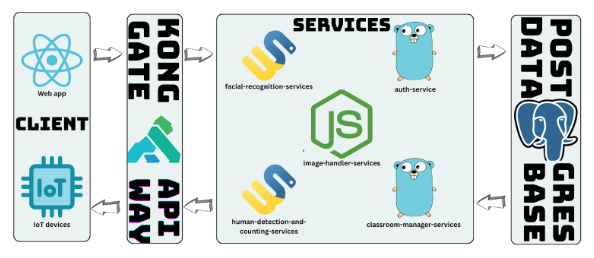 Web app
CLIENT
IoT
IoT devices
KONG
GATE
API
WAY
SERVICES
facial-recognition-services
auth-service
JS
image-handler-services
human-detection-and-
counting-services
classroom-manager-services
POST
DATA
GRES
BASE